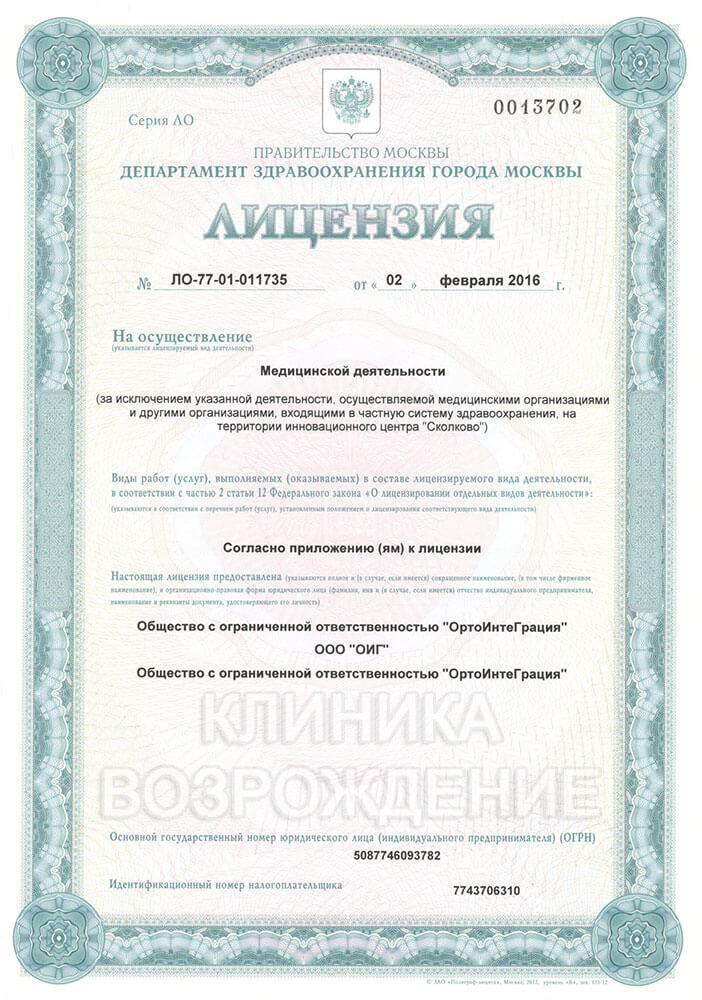 Серия ЛО
0013702
ПРАВИТЕЛЬСТВО МОСКВЫ
ДЕПАРТАМЕНТ ЗДРАВООХРАНЕНИЯ ГОРОДА МОСКВЫ
ЛИЦЕНЗИЯ
№ ЛО-77-01-011735 от « 02 » февраля 2016 г.
На осуществление
(указывается лицензируемый вид деятельности)
Медицинской деятельности
(за исключением указанной деятельности, осуществляемой медицинскими организациями
и другими организациями, входящими в частную систему здравоохранения, на
территории инновационного центра "Сколково")
Виды работ (услуг), выполняемых (оказываемых) в составе лицензируемого вида деятельности,
в соответствии с частью 2 статьи 12 Федерального закона «О лицензировании отдельных видов деятельности»:
(указываются в соответствии с перечнем работ (услуг), установленным положением о лицензировании соответствующего вида деятельности)
Согласно приложению (ям) к лицензии
Настоящая лицензия предоставлена (указываются полное и (в случае, если имеется) сокращенное наименование, (в том числе фирменное
наименование), и организационно-правовая форма юридического лица (фамилия, имя и (в случае, если имеется) отчество индивидуального предпринимателя,
наименование и реквизиты документа, удостоверяющего его личность)
Общество с ограниченной ответственностью "ОртоИнтеГрация"
ООО "ОИГ"
Общество с ограниченной ответственностью "ОртоИнтеГрация"
КЛИНИКА
ВОЗРОЖДЕНИЕ
Основной государственный номер юридического лица (индивидуального предпринимателя) (ОГРН)
5087746093782
Идентификационный номер налогоплательщика
7743706310
© ЗАО «Полиграф-защита», Москва, 2012, уровень «Б», зак. 131-12